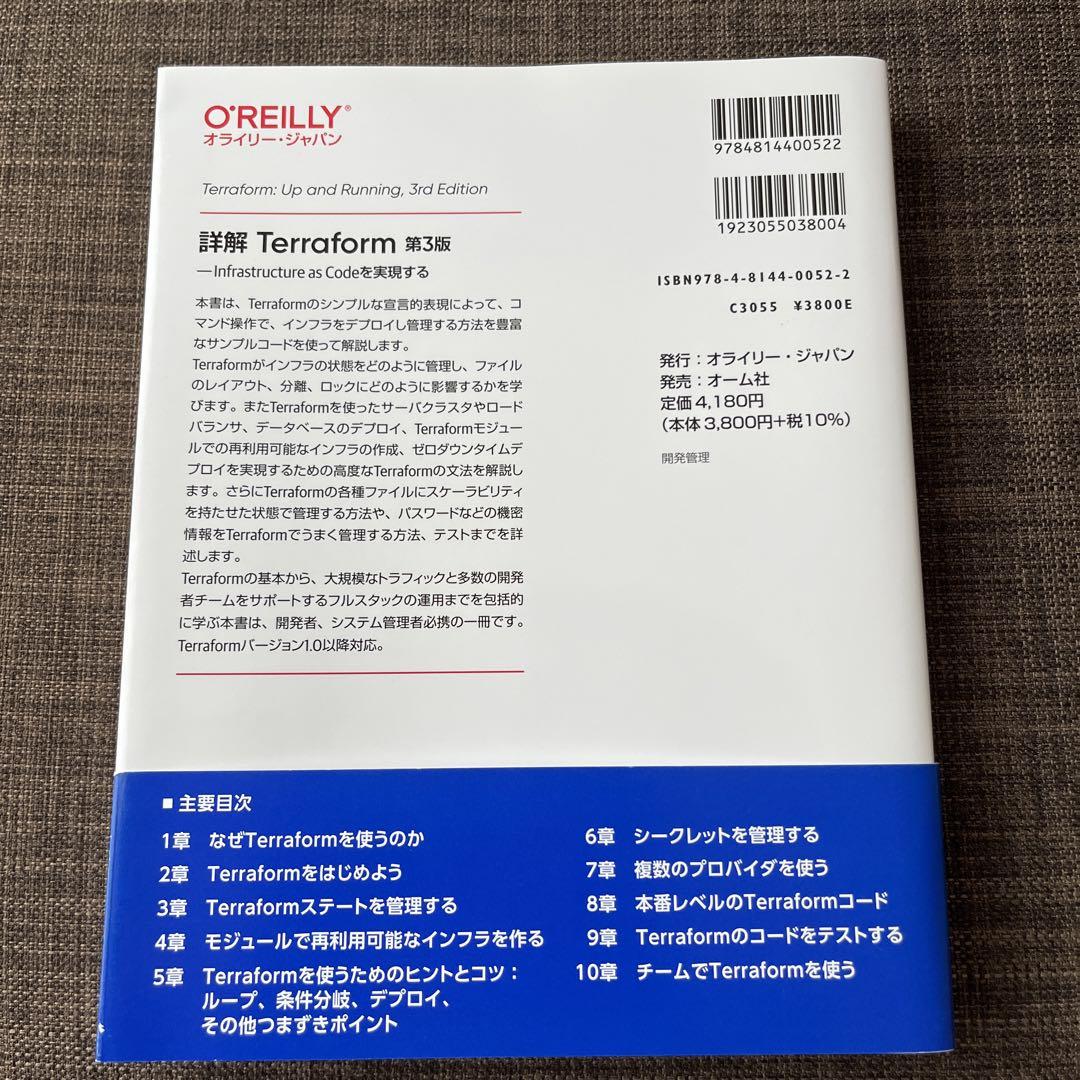 O'REILLY®
オライリー・ジャパン
Terraform: Up and Running, 3rd Edition
詳解 Terraform 第3版
―Infrastructure as Codeを実現する
本書は、Terraformのシンプルな宣言的表現によって、コ
マンド操作で、インフラをデプロイし管理する方法を豊富
なサンプルコードを使って解説します。
Terraformがインフラの状態をどのように管理し、ファイル
のレイアウト、分離、ロックにどのように影響するかを学
びます。またTerraformを使ったサーバクラスタやロード
バランサ、データベースのデプロイ、Terraformモジュー
ルでの再利用可能なインフラの作成、ゼロダウンタイムデ
プロイを実現するための高度なTerraformの文法を解説し
ます。さらにTerraformの各種ファイルにスケーラビリティ
を持たせた状態で管理する方法や、パスワードなどの機密
情報をTerraformでうまく管理する方法、テストまでを詳
述します。
Terraformの基本から、大規模なトラフィックと多数の開発
者チームをサポートするフルスタックの運用までを包括的
に学ぶ本書は、開発者、システム管理者必携の一冊です。
Terraformバージョン1.0以降対応。
9784814400522
1923055038004
ISBN978-4-8144-0052-2
C3055 ¥3800E
発行：オライリー・ジャパン
発売：オーム社
定価4,180円
（本体3,800円+税10%）
開発管理
■ 主要目次
1章 なぜTerraformを使うのか
2章 Terraformをはじめよう
3章 Terraformステートを管理する
4章 モジュールで再利用可能なインフラを作る
5章 Terraformを使うためのヒントとコツ：
ループ、条件分岐、デプロイ、
その他つまずきポイント
6章 シークレットを管理する
7章 複数のプロバイダを使う
8章 本番レベルのTerraformコード
9章 Terraformのコードをテストする
10章 チームでTerraformを使う